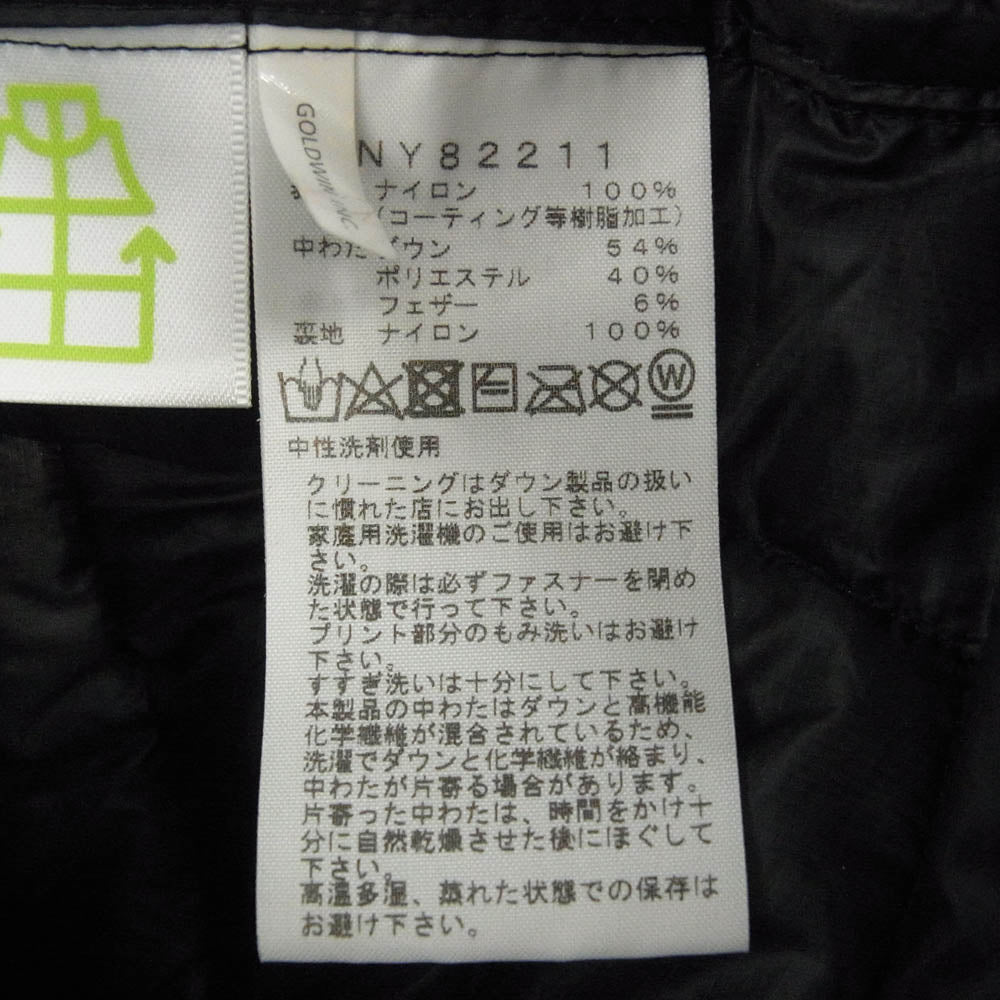 GOLDWIN INC.
NY82211
ナイロン 100%
(コーティング等樹脂加工)
中わた ダウン 54%
ポリエステル 40%
フェザー 6%
裏地 ナイロン 100%
W
中性洗剤使用
クリーニングはダウン製品の扱い
に慣れた店にお出し下さい。
家庭用洗濯機のご使用はお避け下
さい。
洗濯の際は必ずファスナーを閉め
た状態で行って下さい。
プリント部分のもみ洗いはお避け
下さい。
すすぎ洗いは十分にして下さい。
本製品の中わたはダウンと高機能
化学繊維が混合されているため、
洗濯でダウンと化学繊維が絡まり、
中わたが片寄る場合があります。
片寄った中わたは、時間をかけ十
分に自然乾燥させた後にほぐして
下さい。
高温多湿、蒸れた状態での保存は
お避け下さい。